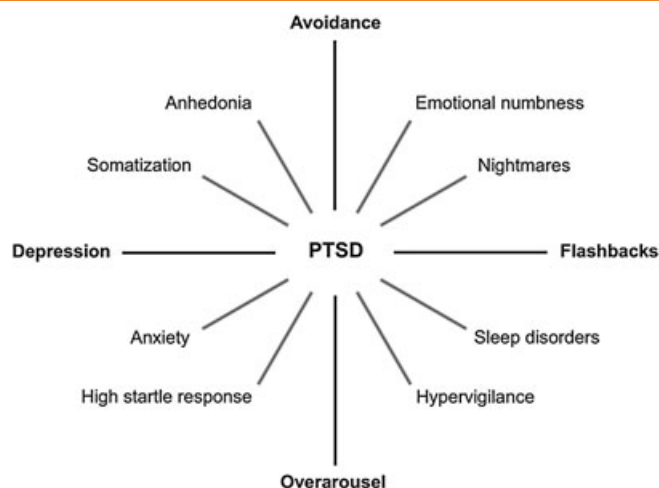 Avoidance
Anhedonia
Emotional numbness
Somatization
Nightmares
Depression
PTSD
Flashbacks
Anxiety
Sleep disorders
High startle response
Hypervigilance
Overarousel